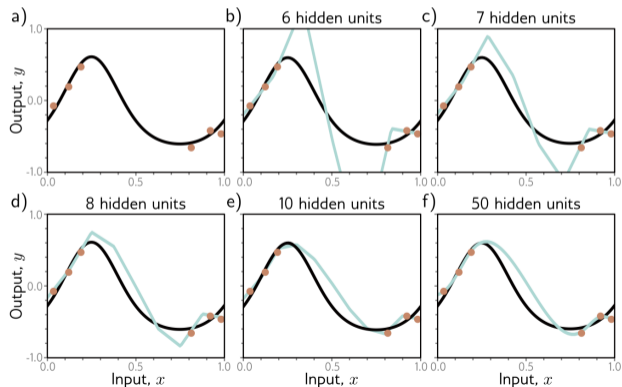 a)
b) 6 hidden units
c) 7 hidden units
Output, y
1.0
0.0
-1.0
0.0 0.5 1.0
0.0 0.5 1.0
0.0 0.5 1.0
d) 8 hidden units
e) 10 hidden units
f) 50 hidden units
Output, y
1.0
0.0
-1.0
0.0 0.5 1.0
0.0 0.5 1.0
0.0 0.5 1.0
Input, x
Input, x
Input, x